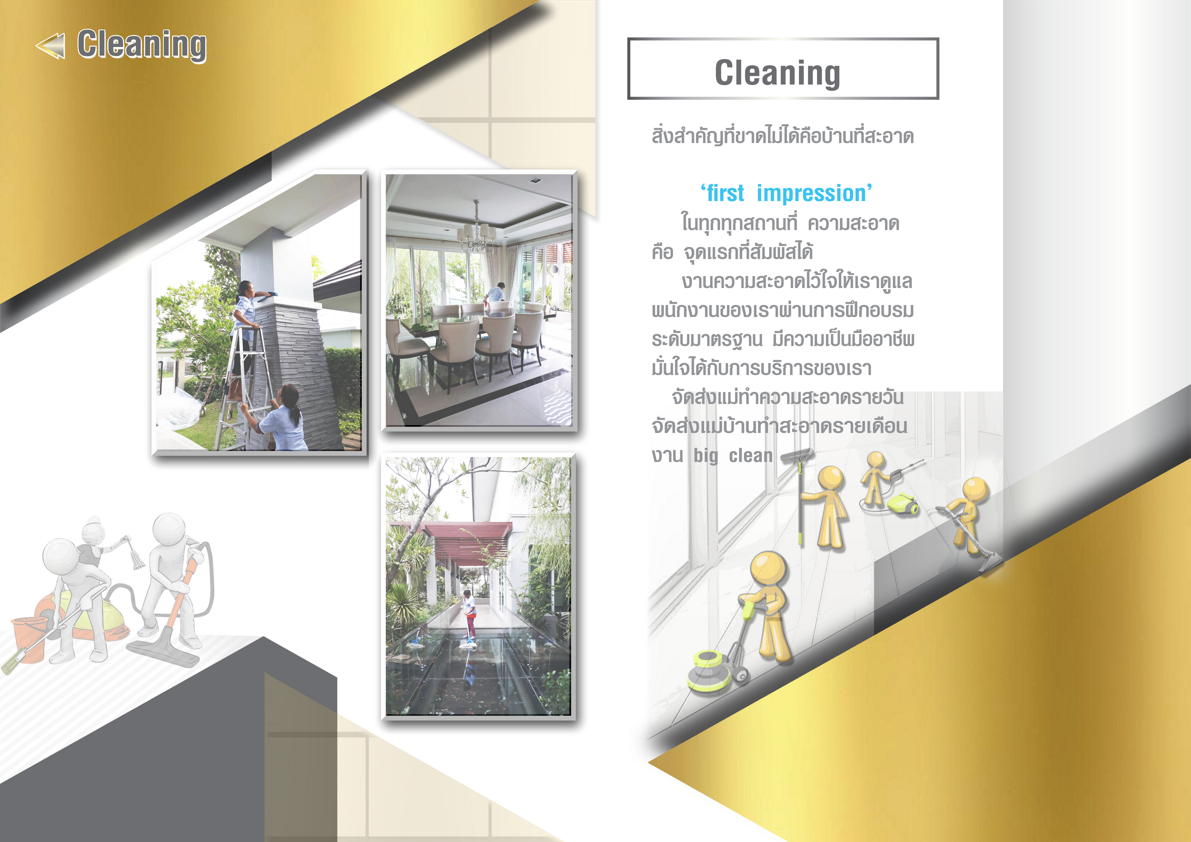 Cleaning
Cleaning
สิ่งสำคัญที่ขาดไม่ได้คือบ้านที่สะอาด
‘first impression’
ในทุกทุกสถานที่ ความสะอาด
คือ จุดแรกที่สัมผัสได้
งานความสะอาดไว้ใจให้เราดูแล
พนักงานของเราผ่านการฝึกอบรม
ระดับมาตรฐาน มีความเป็นมืออาชีพ
มั่นใจได้กับการบริการของเรา
จัดส่งแม่ทำความสะอาดรายวัน
จัดส่งแม่บ้านทำสะอาดรายเดือน
งาน big clean